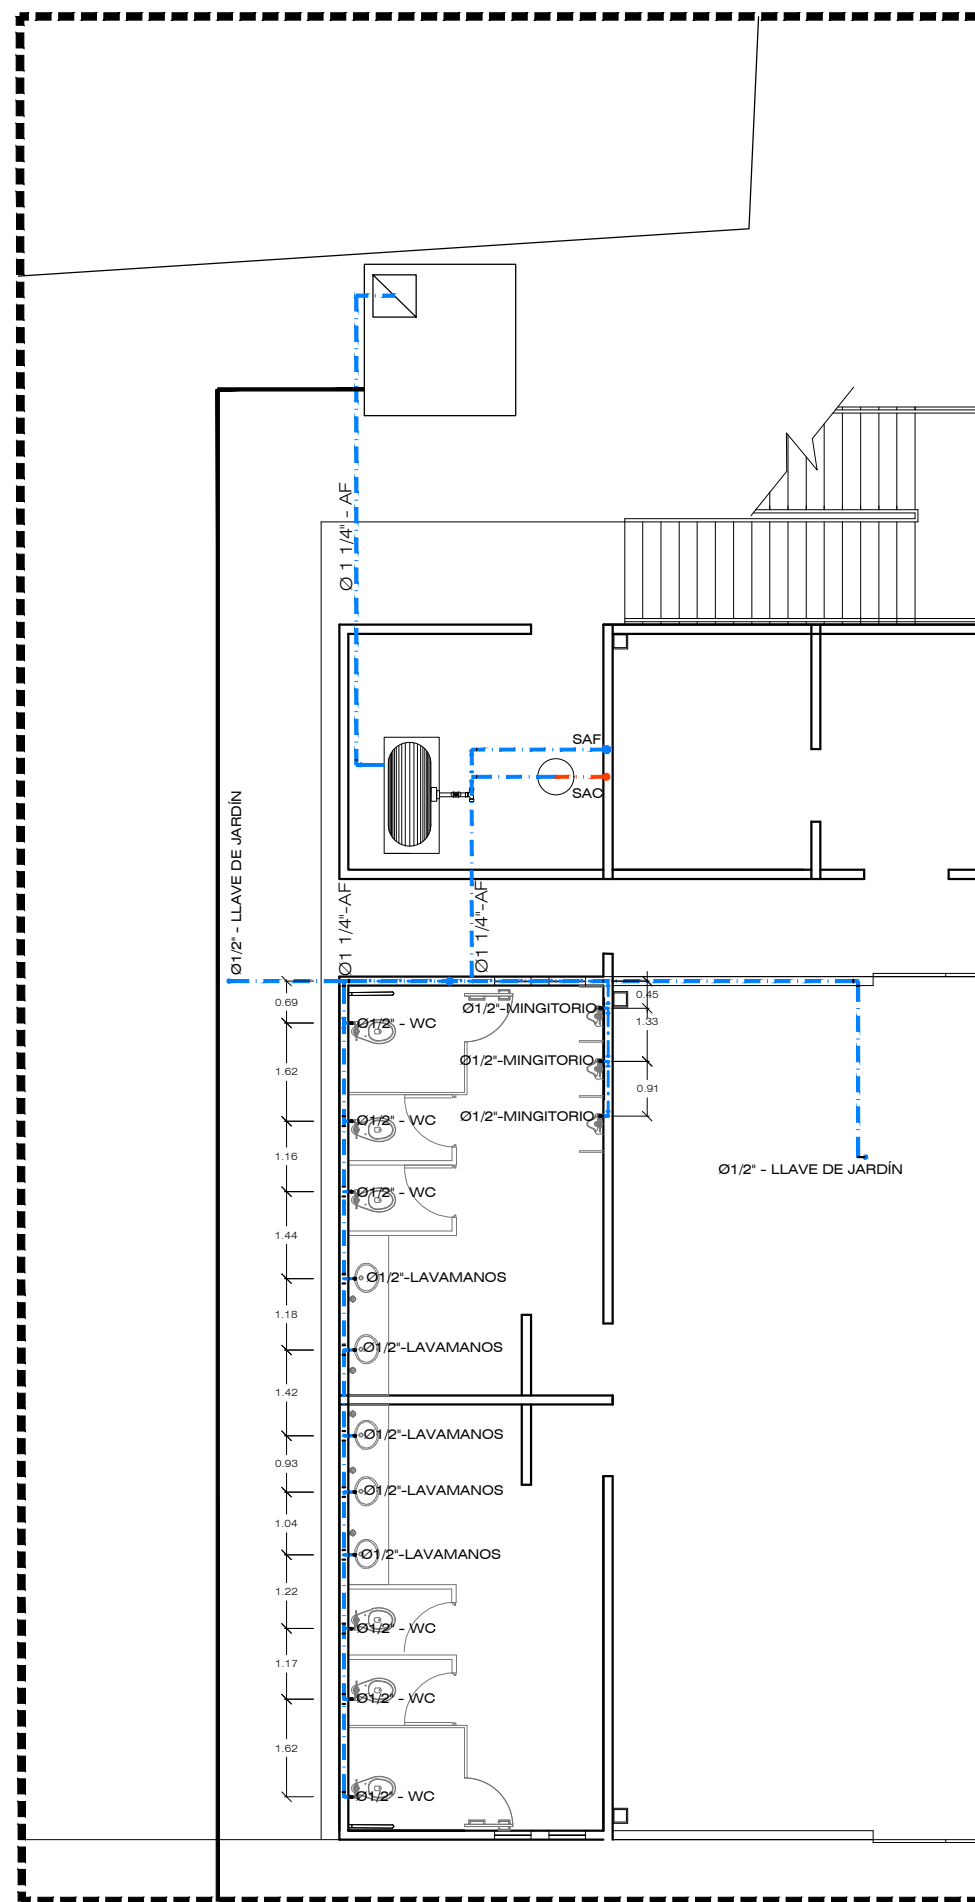 Ø 1 1/4" - AF
SAF
SAC
Ø1/2" - LLAVE DE JARDÍN
Ø1 1/4"-AF
Ø1 1/4"-AF
0.69
Ø1/2" - WC
Ø1/2"-MINGITORIO
0.45
1.33
1.62
Ø1/2"-MINGITORIO
0.91
Ø1/2" - WC
Ø1/2"-MINGITORIO
1.16
Ø1/2" - LLAVE DE JARDÍN
Ø1/2" - WC
1.44
Ø1/2"-LAVAMANOS
1.18
Ø1/2"-LAVAMANOS
1.42
Ø1/2"-LAVAMANOS
0.93
Ø1/2"-LAVAMANOS
1.04
Ø1/2"-LAVAMANOS
1.22
Ø1/2" - WC
1.17
Ø1/2" - WC
1.62
Ø1/2" - WC